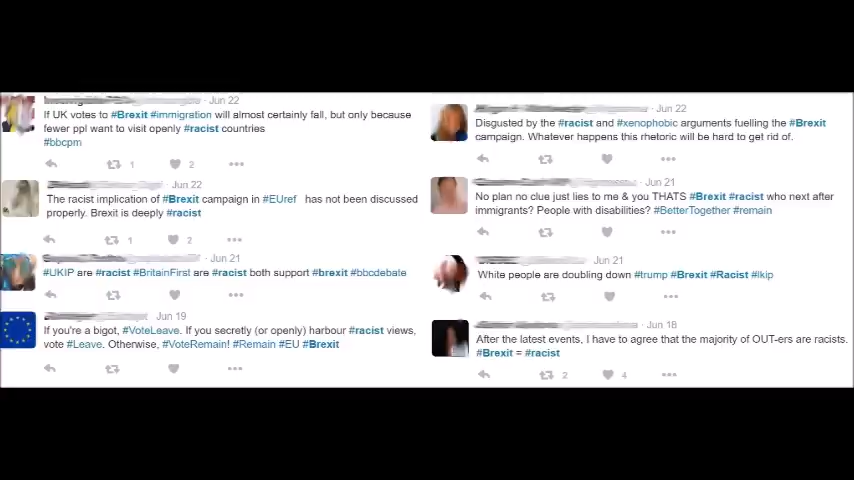 · Jun 22
If UK votes to #Brexit #immigration will almost certainly fall, but only because
fewer ppl want to visit openly #racist countries
#bbcpm
1 2
· Jun 22
The racist implication of #Brexit campaign in #EUref has not been discussed
properly. Brexit is deeply #racist
1 2
· Jun 21
#UKIP are #racist #BritainFirst are #racist both support #brexit #bbcdebate
· Jun 19
If you're a bigot, #VoteLeave. If you secretly (or openly) harbour #racist views,
vote #Leave. Otherwise, #VoteRemain! #Remain #EU #Brexit
· Jun 22
Disgusted by the #racist and #xenophobic arguments fuelling the #Brexit
campaign. Whatever happens this rhetoric will be hard to get rid of.
· Jun 21
No plan no clue just lies to me & you THATS #Brexit #racist who next after
immigrants? People with disabilities? #BetterTogether #remain
· Jun 21
White people are doubling down #trump #Brexit #Racist #Ikip
· Jun 18
After the latest events, I have to agree that the majority of OUT-ers are racists.
#Brexit = #racist
2 4